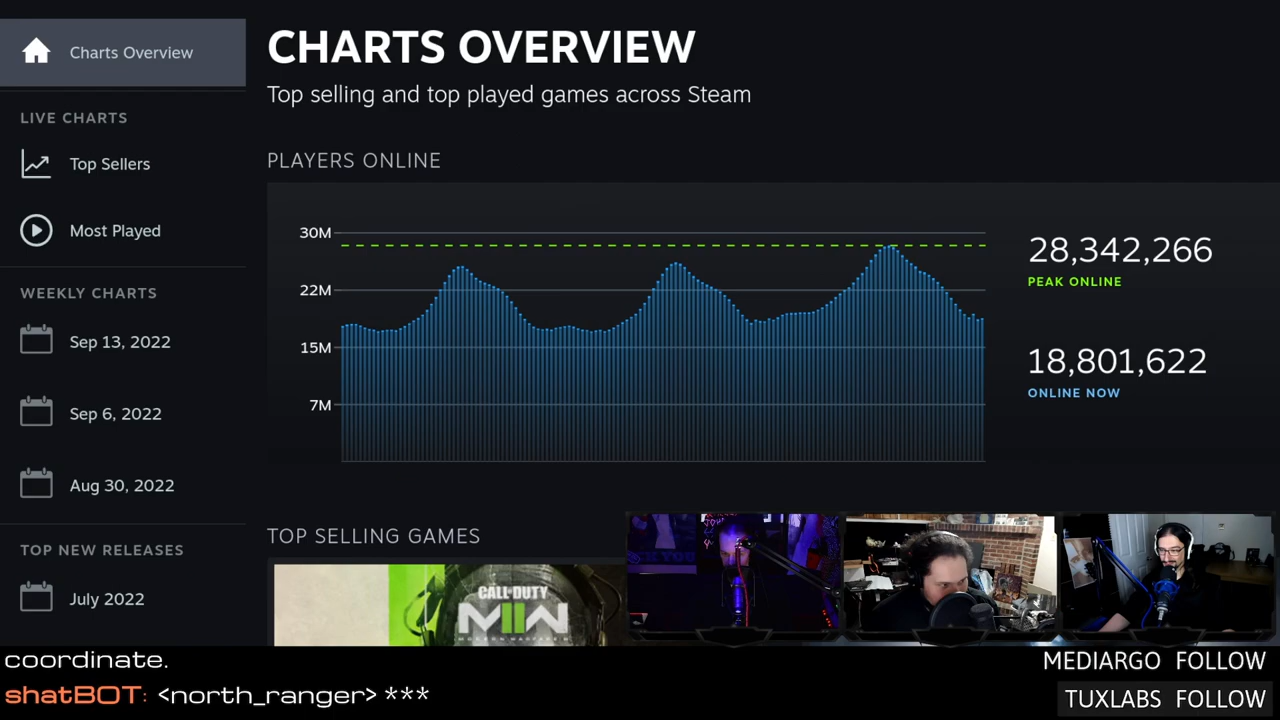 Charts Overview
LIVE CHARTS
Top Sellers
Most Played
WEEKLY CHARTS
Sep 13, 2022
Sep 6, 2022
Aug 30, 2022
TOP NEW RELEASES
July 2022
CHARTS OVERVIEW
Top selling and top played games across Steam
PLAYERS ONLINE
30M
22M
15M
7M
28,342,266
PEAK ONLINE
18,801,622
ONLINE NOW
TOP SELLING GAMES
CALL OF DUTY
MWII
MODERN WARFARE II
coordinate.
shatBOT: <north_ranger> ***
MEDIARGO FOLLOW
TUXLABS FOLLOW